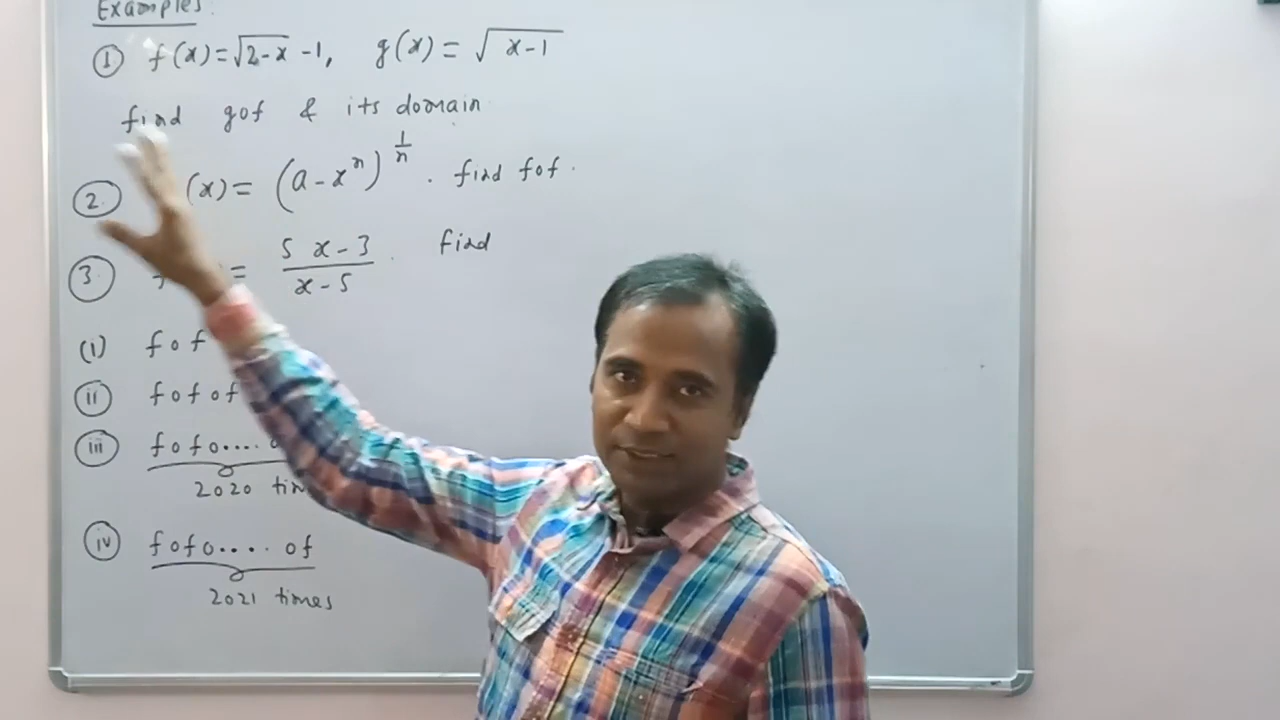 Examples:
① f(x)=√2-x -1, g(x)= √x-1
find gof & its domain
②. (x)= (a-xⁿ)^1/n . find fof.
③. = 5x-3/x-5 . find
(i) fof
(ii) fofof
(iii) fofo....
2020
(iv) fofo.... of
2021 times